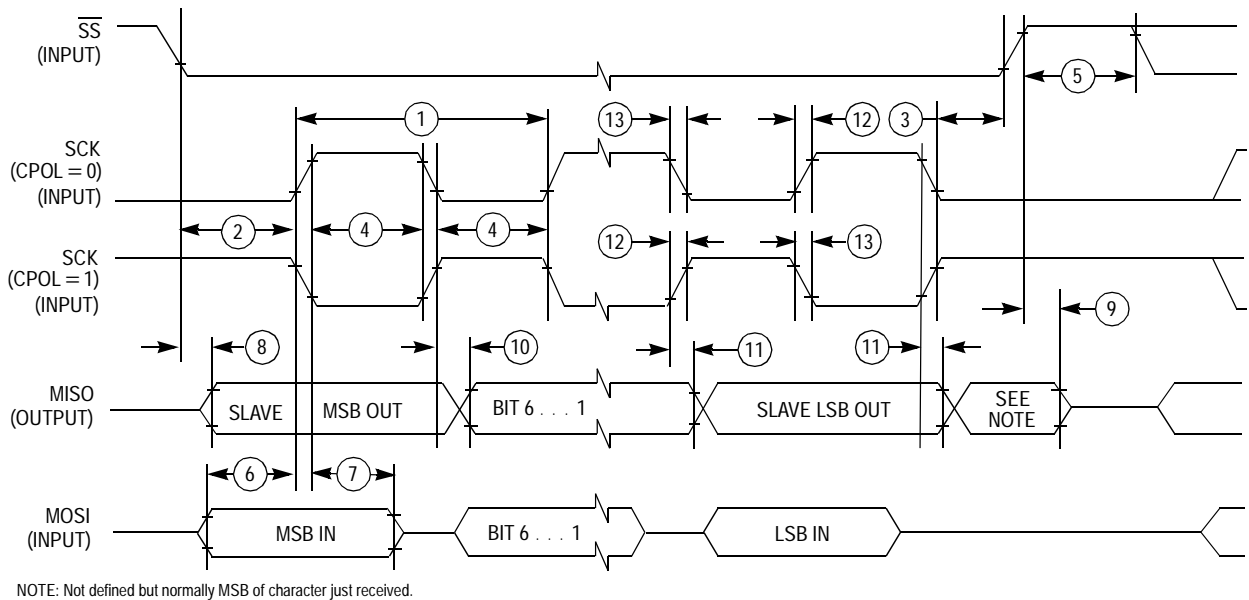 SS
(INPUT)
5
1
13
12
3
SCK
(CPOL = 0)
(INPUT)
2
4
4
12
13
SCK
(CPOL = 1)
(INPUT)
9
8
10
11
11
MISO
(OUTPUT)
SLAVE
MSB OUT
BIT 6 . . . 1
SLAVE LSB OUT
SEE
NOTE
6
7
MOSI
(INPUT)
MSB IN
BIT 6 . . . 1
LSB IN
NOTE: Not defined but normally MSB of character just received.